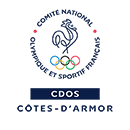 COMITÉ NATIONAL
OLYMPIQUE ET SPORTIF FRANÇAIS
CDOS
CÔTES-D'ARMOR